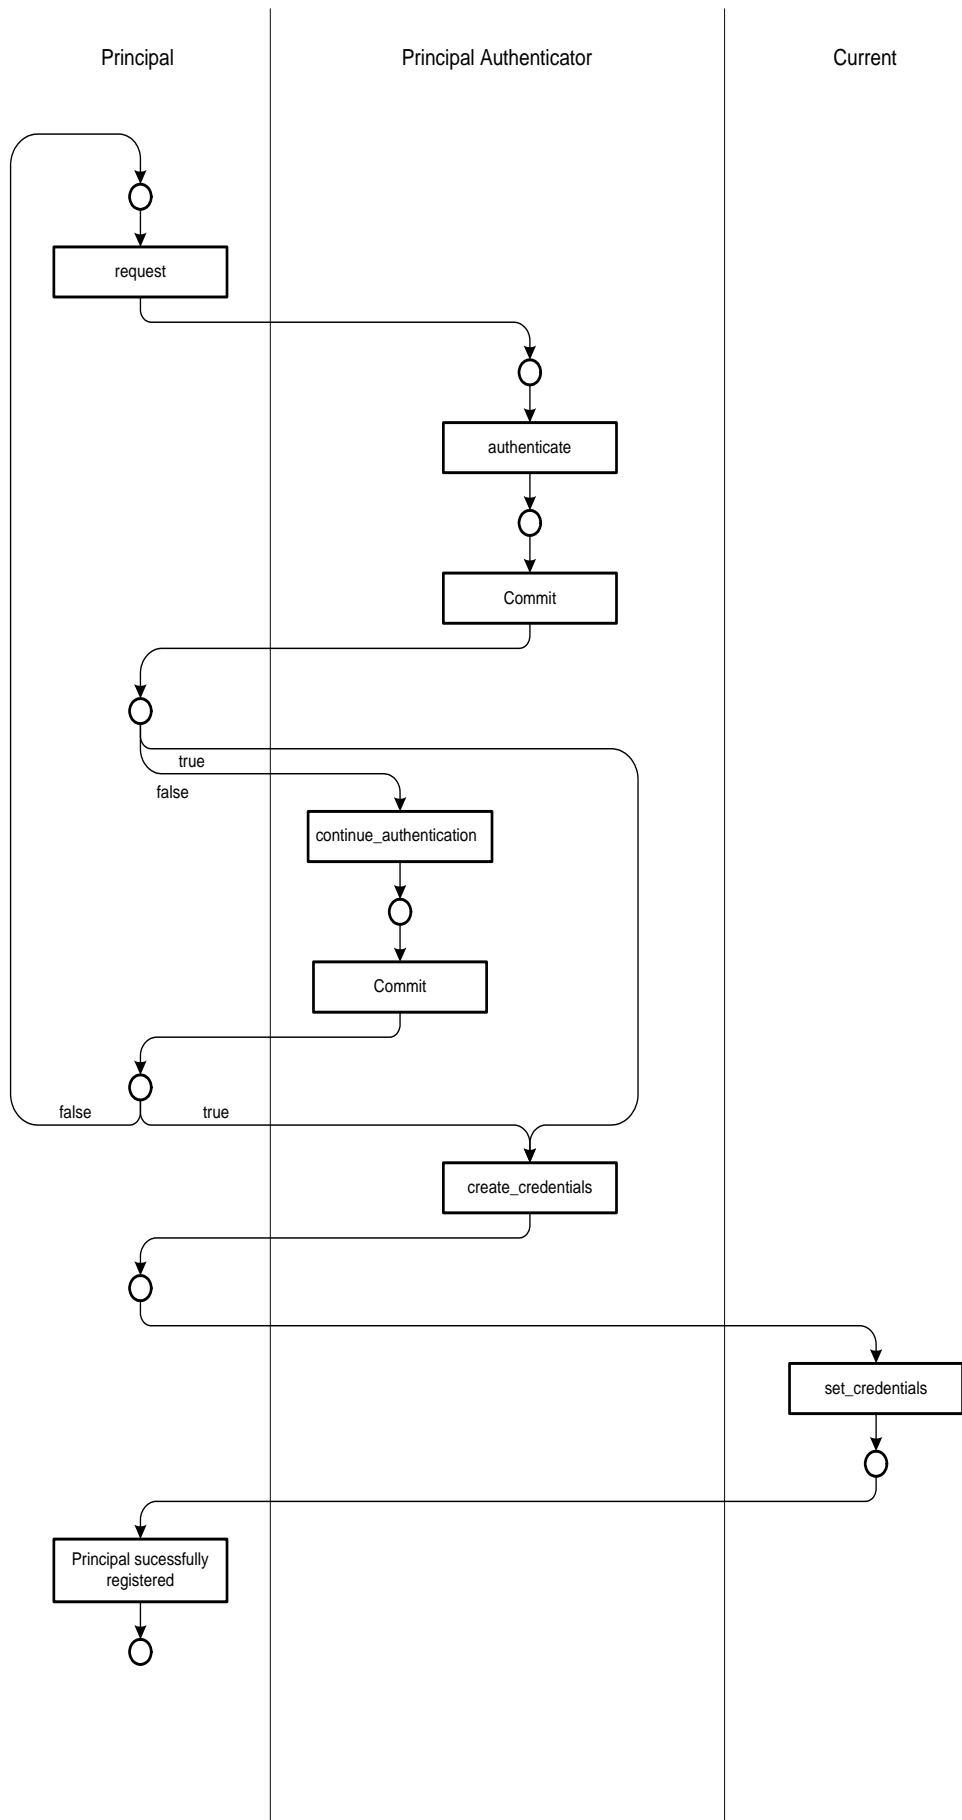 Principal
Principal Authenticator
Current
request
authenticate
Commit
true
false
continue_authentication
Commit
false
true
create_credentials
set_credentials
Principal sucessfully
registered